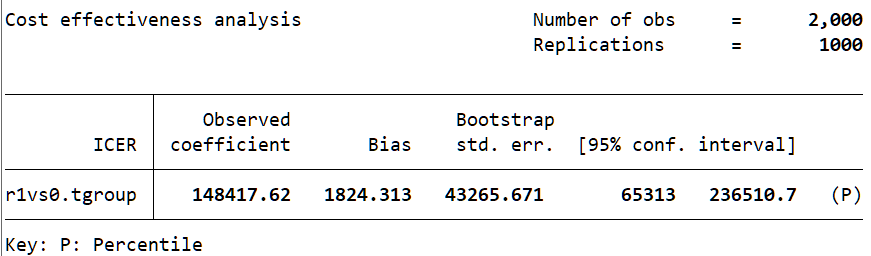 Cost effectiveness analysis Number of obs = 2,000
Replications = 1000
Observed Bootstrap
ICER coefficient Bias std. err. [95% conf. interval]
r1vs0.tgroup 148417.62 1824.313 43265.671 65313 236510.7 (P)
Key: P: Percentile